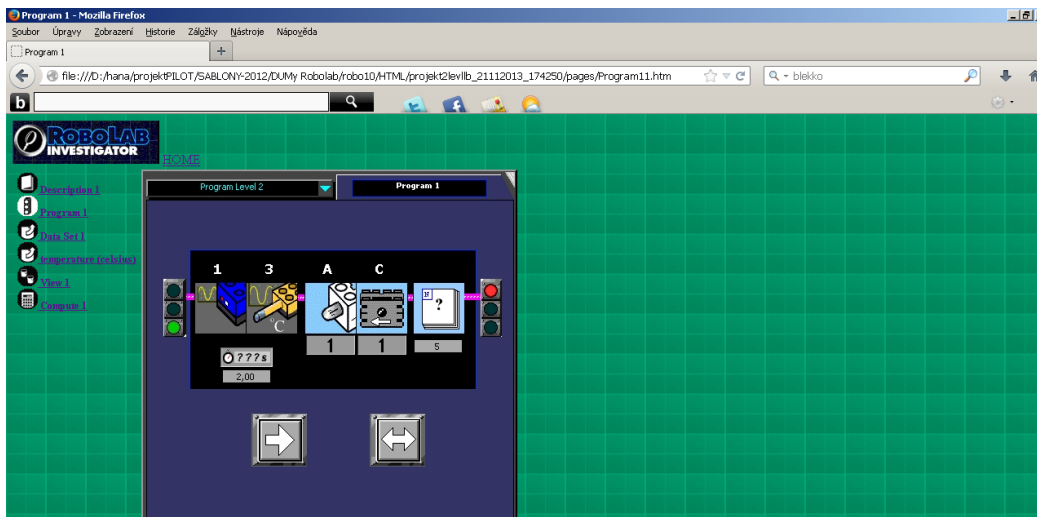 Program 1 - Mozilla Firefox
Soubor Úpravy Zobrazení Historie Záložky Nástroje Nápověda
Program 1
file:///D:/hana/projektPILOT/SABLONY-2012/DUMy Robolab/robo10/HTML/projekt2levIIb_21112013_174250/pages/Program11.htm
blekko
b
ROBOLAB
INVESTIGATOR
HOME
Description 1
Program 1
Data Set 1
temperature (celsius)
View 1
Compute 1
Program Level 2 Program 1
1 3 A C
N ?
°C
1 1 5
???s
2,00